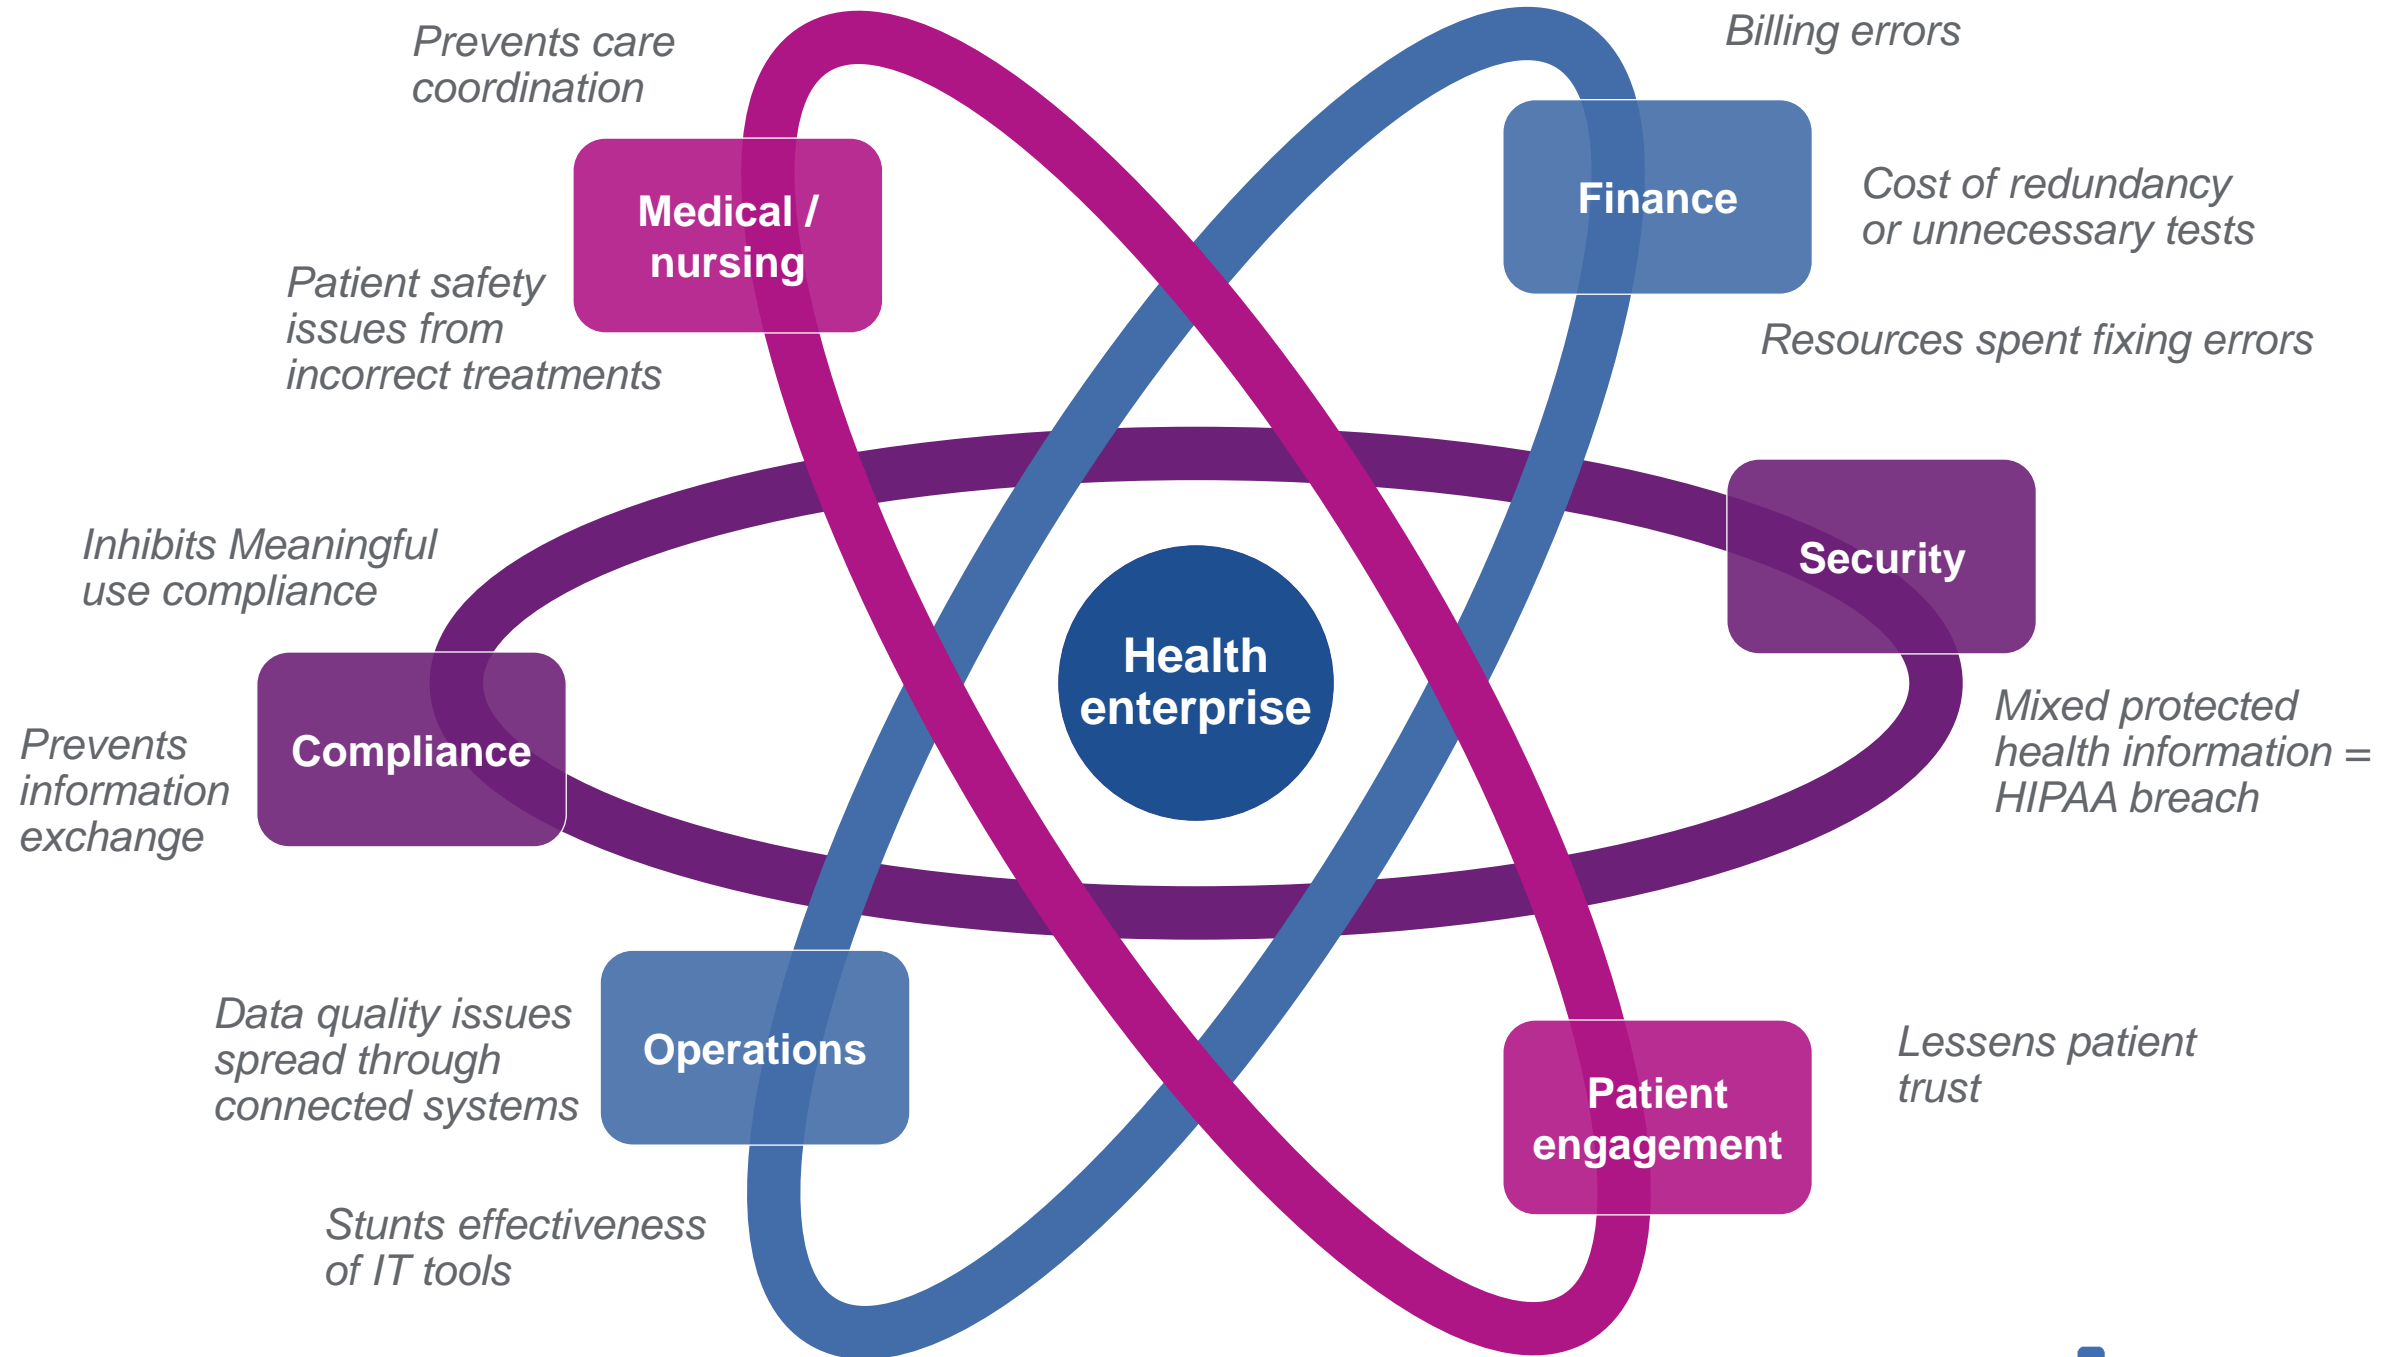 Prevents care
coordination
Billing errors
Medical /
nursing
Finance
Cost of redundancy
or unnecessary tests
Patient safety
issues from
incorrect treatments
Resources spent fixing errors
Inhibits Meaningful
use compliance
Security
Health
enterprise
Compliance
Prevents
information
exchange
Mixed protected
health information =
HIPAA breach
Data quality issues
spread through
connected systems
Operations
Lessens patient
trust
Patient
engagement
Stunts effectiveness
of IT tools